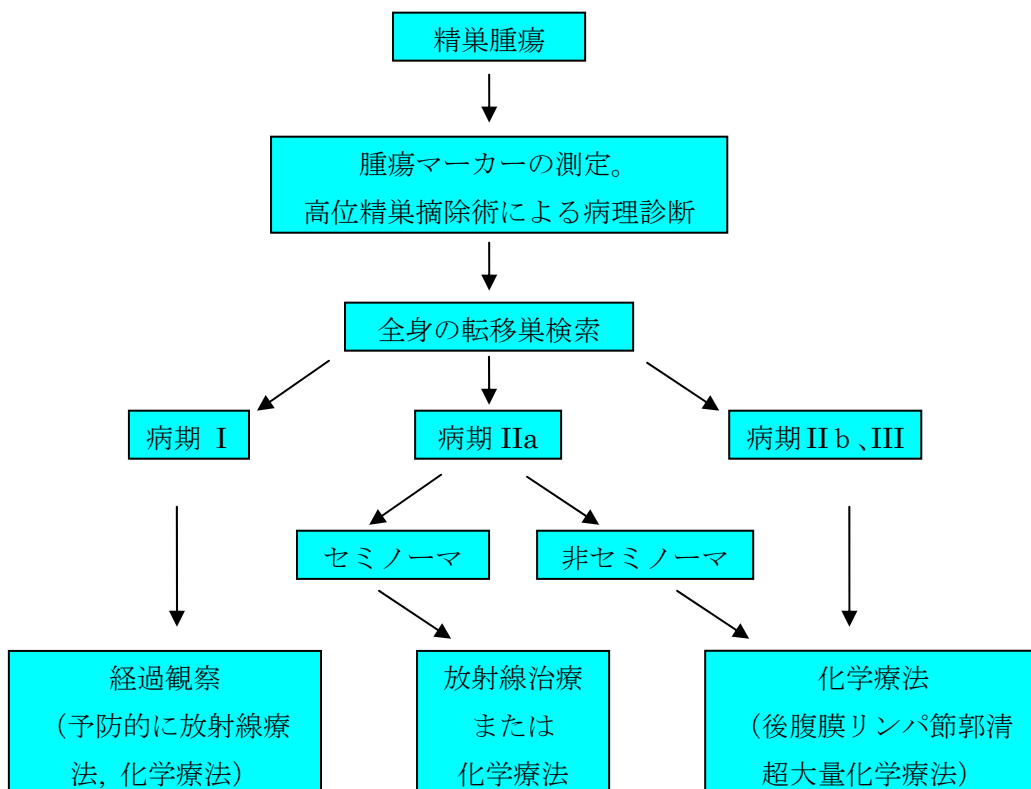 精巣腫瘍
腫瘍マーカーの測定。
高位精巣摘除術による病理診断
全身の転移巣検索
病期 I
病期 IIa
病期 II b 、III
セミノーマ
非セミノーマ
経過観察
（予防的に放射線療
法, 化学療法）
放射線治療
または
化学療法
化学療法
（後腹膜リンパ節郭清
超大量化学療法）